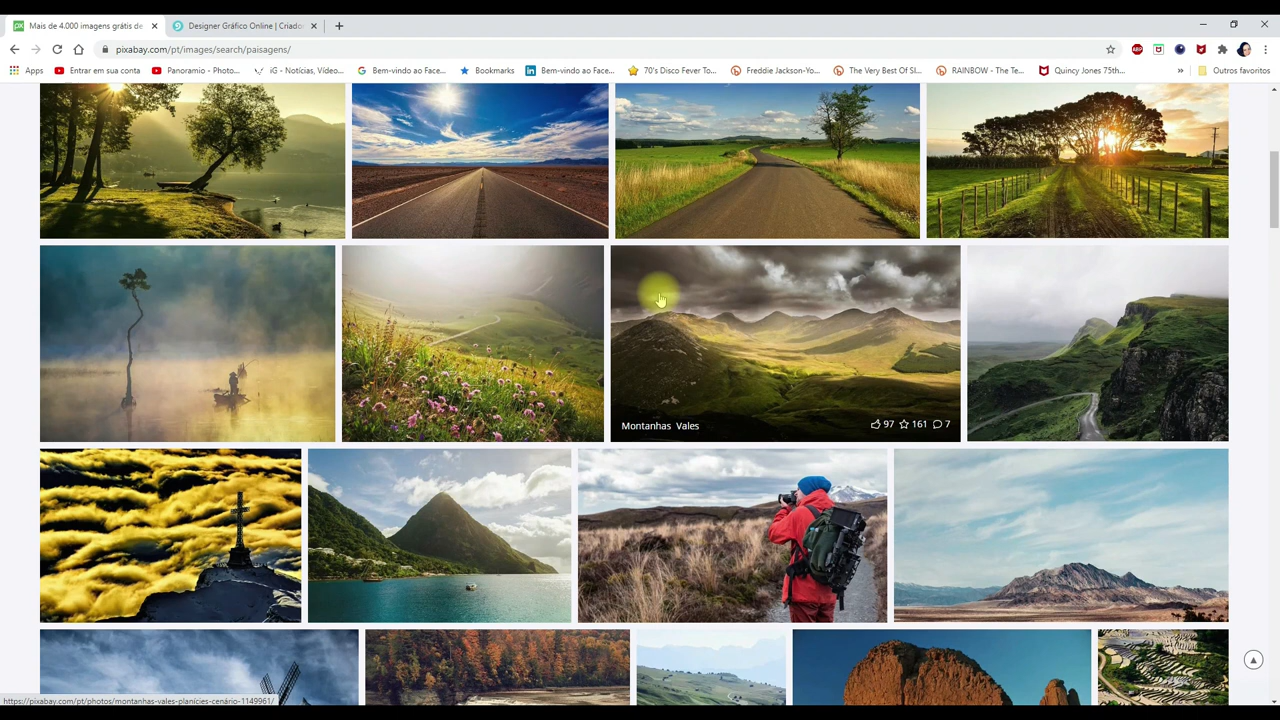 Mais de 4.000 imagens grátis de
Designer Gráfico Online | Criado
pixabay.com/pt/images/search/paisagens/
Apps
Entrar em sua conta
Panoramio - Photo...
iG - Notícias, Vídeo...
Bem-vindo ao Face...
Bookmarks
Bem-vindo ao Face...
70's Disco Fever To...
Freddie Jackson-Yo...
The Very Best Of Sl...
RAINBOW - The Te...
Quincy Jones 75th...
»
Outros favoritos
Montanhas Vales
97
161
7
https://pixabay.com/pt/photos/montanhas-vales-planícies-cenário-1149961/